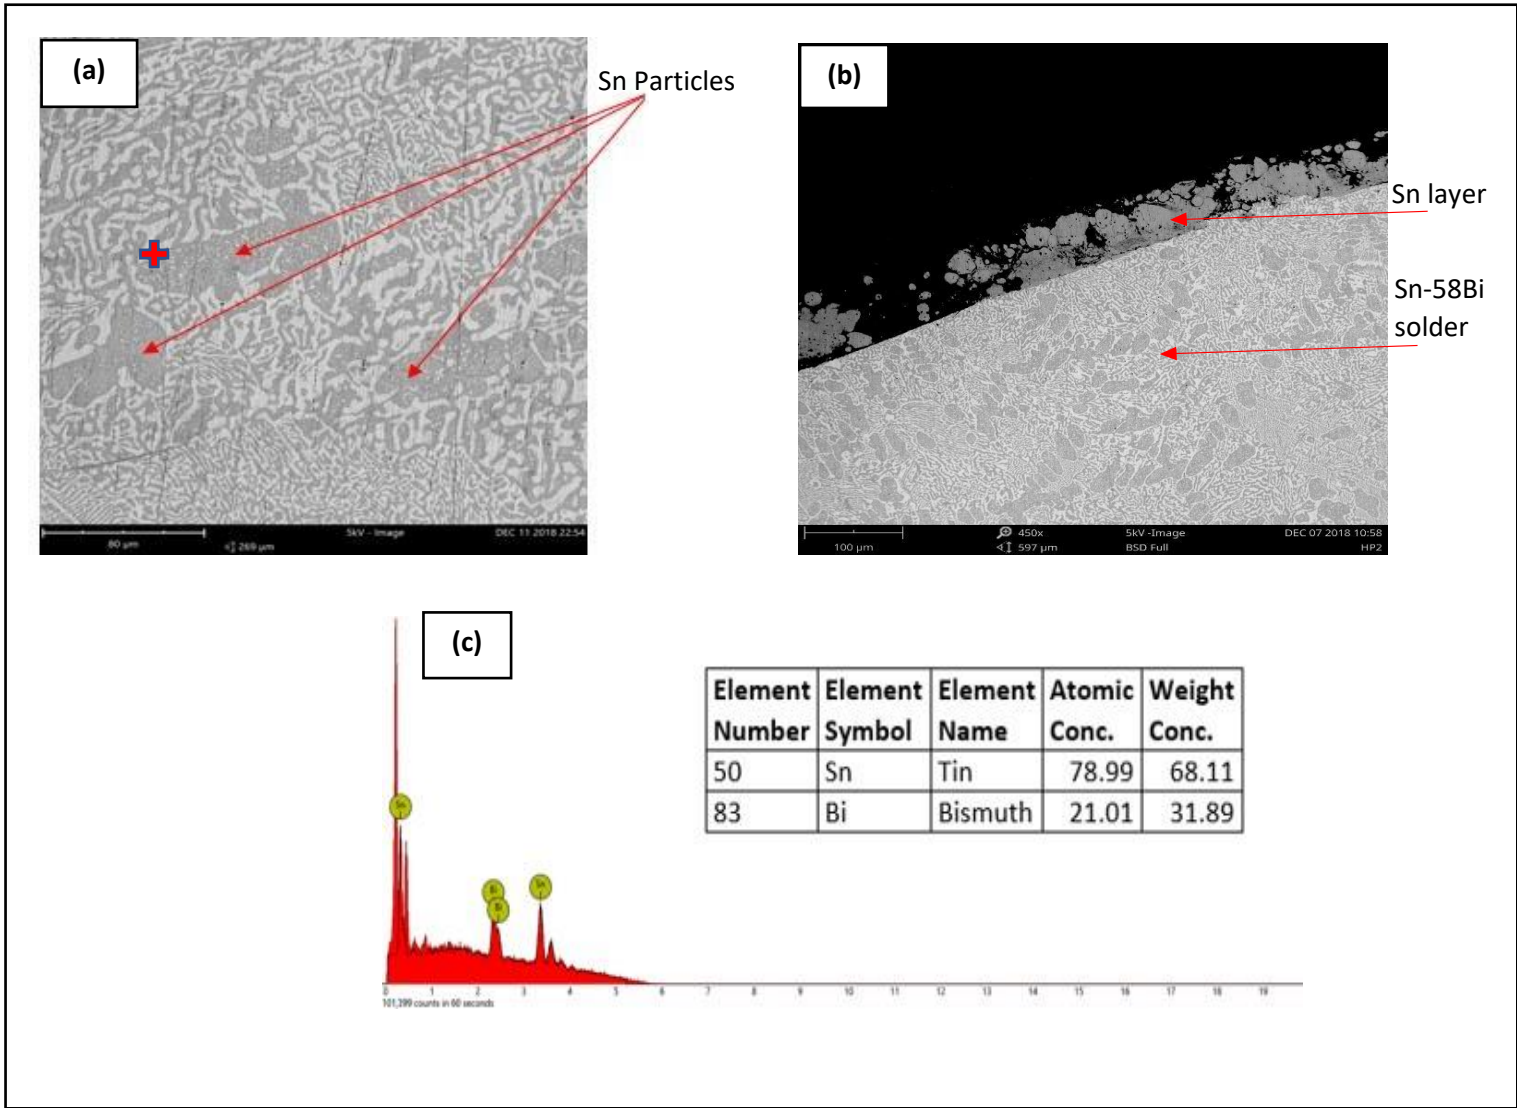 (a)
Sn Particles
80 µm
269 µm
5kV - Image
DEC 11 2018 22:54
(b)
Sn layer
Sn-58Bi
solder
100 µm
450x
597 µm
5kV -Image
BSD Full
DEC 07 2018 10:58
HP2
(c)
Sn
Bi
Bi
Sn
0 1 2 3 4 5 6 7 8 9 10 11 12 13 14 15 16 17 18 19
101,399 counts in 60 seconds
Element Number Element Symbol Element Name Atomic Conc. Weight Conc.
50 Sn Tin 78.99 68.11
83 Bi Bismuth 21.01 31.89